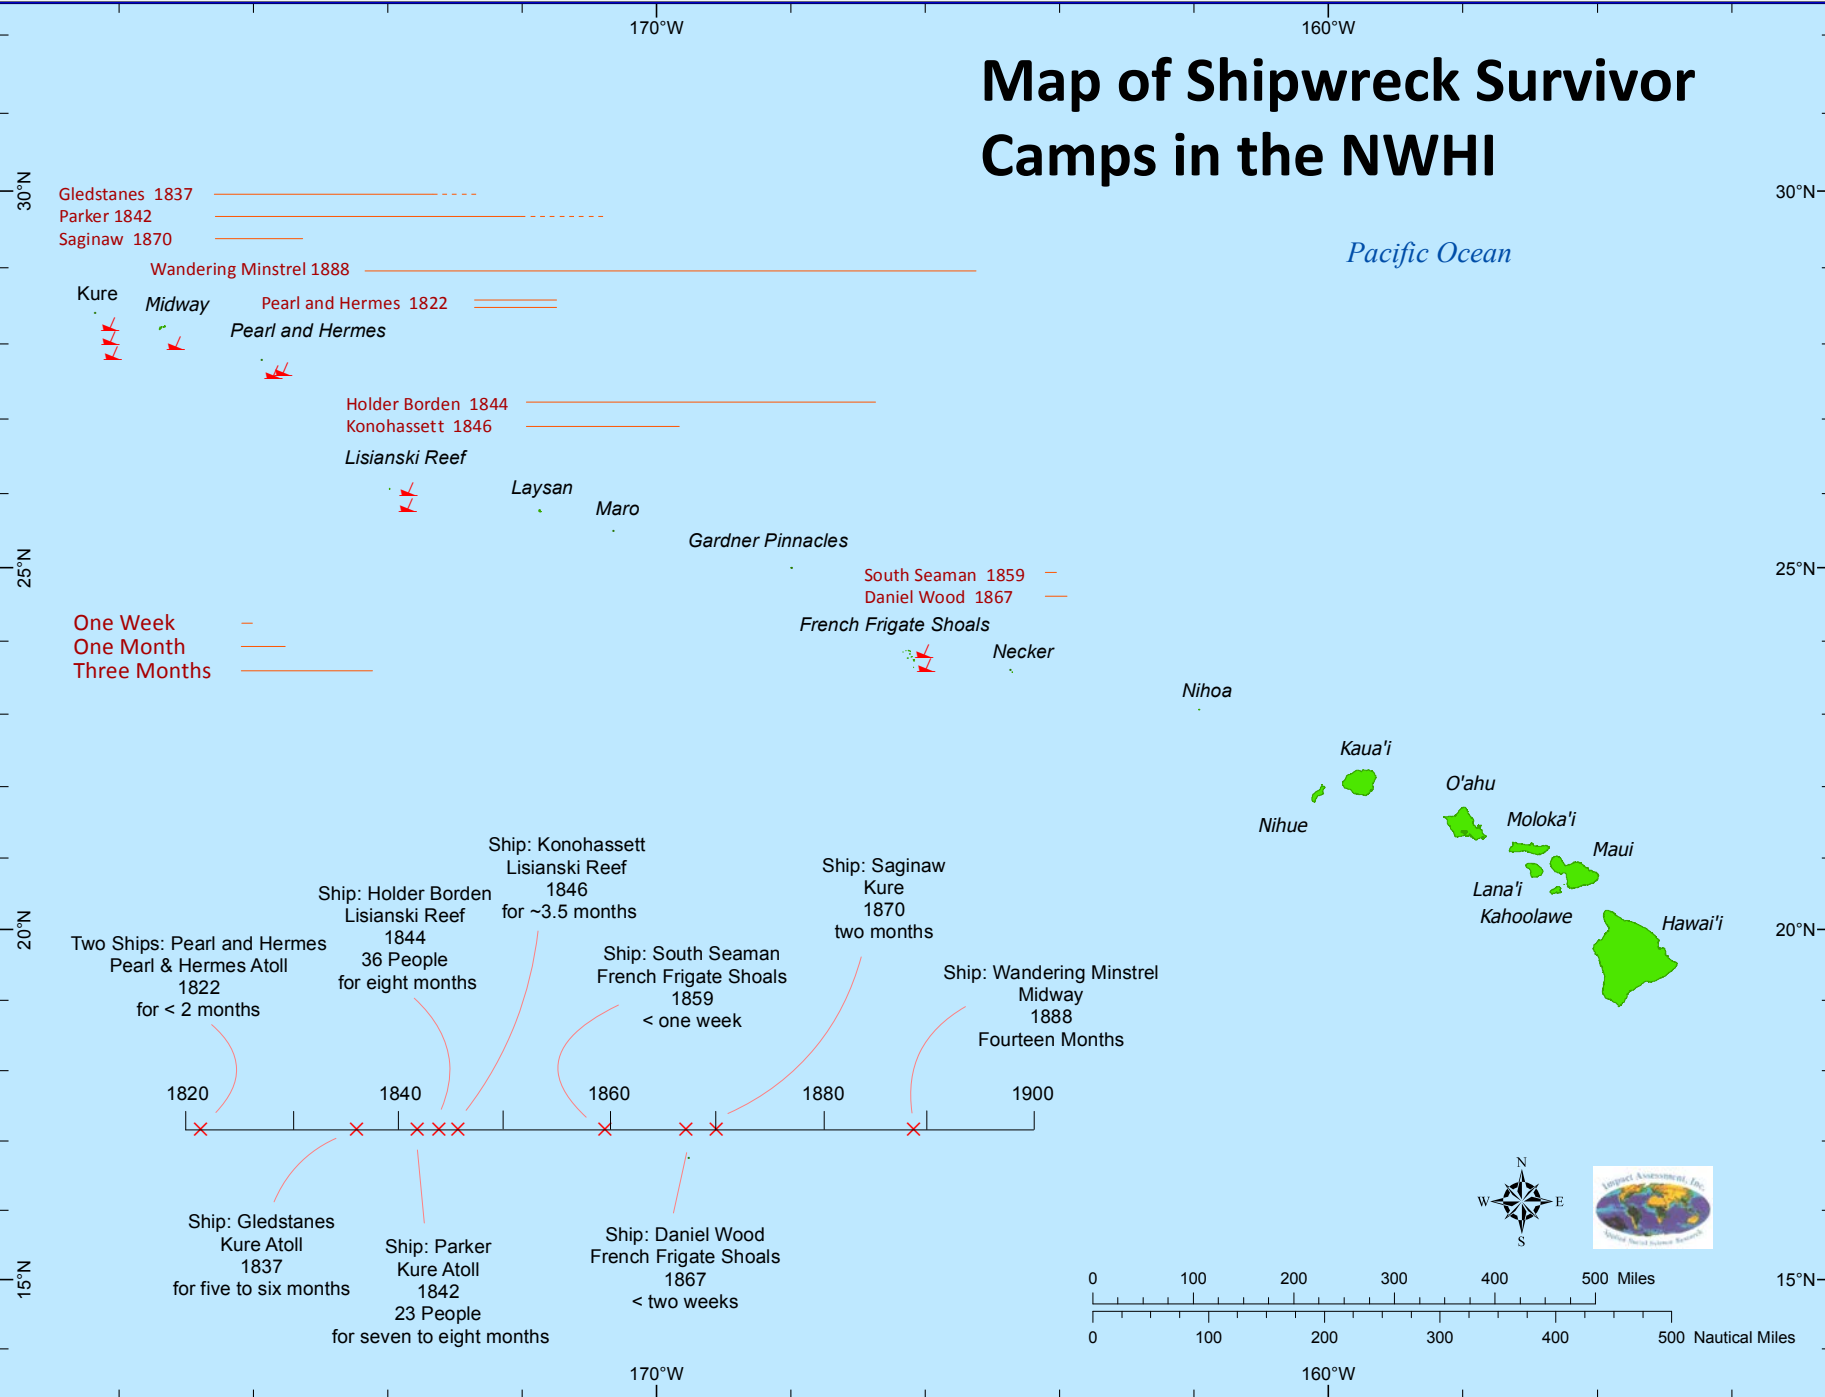 170°W
160°W
Map of Shipwreck Survivor
Camps in the NWHI
30°N
30°N
Gledstanes 1837
Parker 1842
Saginaw 1870
Pacific Ocean
Wandering Minstrel 1888
Kure
Midway
Pearl and Hermes 1822
Pearl and Hermes
Holder Borden 1844
Konohassett 1846
Lisianski Reef
Laysan
Maro
Gardner Pinnacles
25°N
25°N
South Seaman 1859
Daniel Wood 1867
French Frigate Shoals
Necker
One Week
One Month
Three Months
Nihoa
Kaua'i
Nihue
O'ahu
Moloka'i
Maui
Lana'i
Kahoolawe
Hawai'i
20°N
20°N
Two Ships: Pearl and Hermes
Pearl & Hermes Atoll
1822
for < 2 months
Ship: Holder Borden
Lisianski Reef
1844
36 People
for eight months
Ship: Konohassett
Lisianski Reef
1846
for ~3.5 months
Ship: South Seaman
French Frigate Shoals
1859
< one week
Ship: Saginaw
Kure
1870
two months
Ship: Wandering Minstrel
Midway
1888
Fourteen Months
1820
1840
1860
1880
1900
Ship: Gledstanes
Kure Atoll
1837
for five to six months
Ship: Parker
Kure Atoll
1842
23 People
for seven to eight months
Ship: Daniel Wood
French Frigate Shoals
1867
< two weeks
N
W
E
S
Impact Assessment, Inc.
Applied Social Science Research
15°N
15°N
0 100 200 300 400 500 Miles
0 100 200 300 400 500 Nautical Miles
170°W
160°W